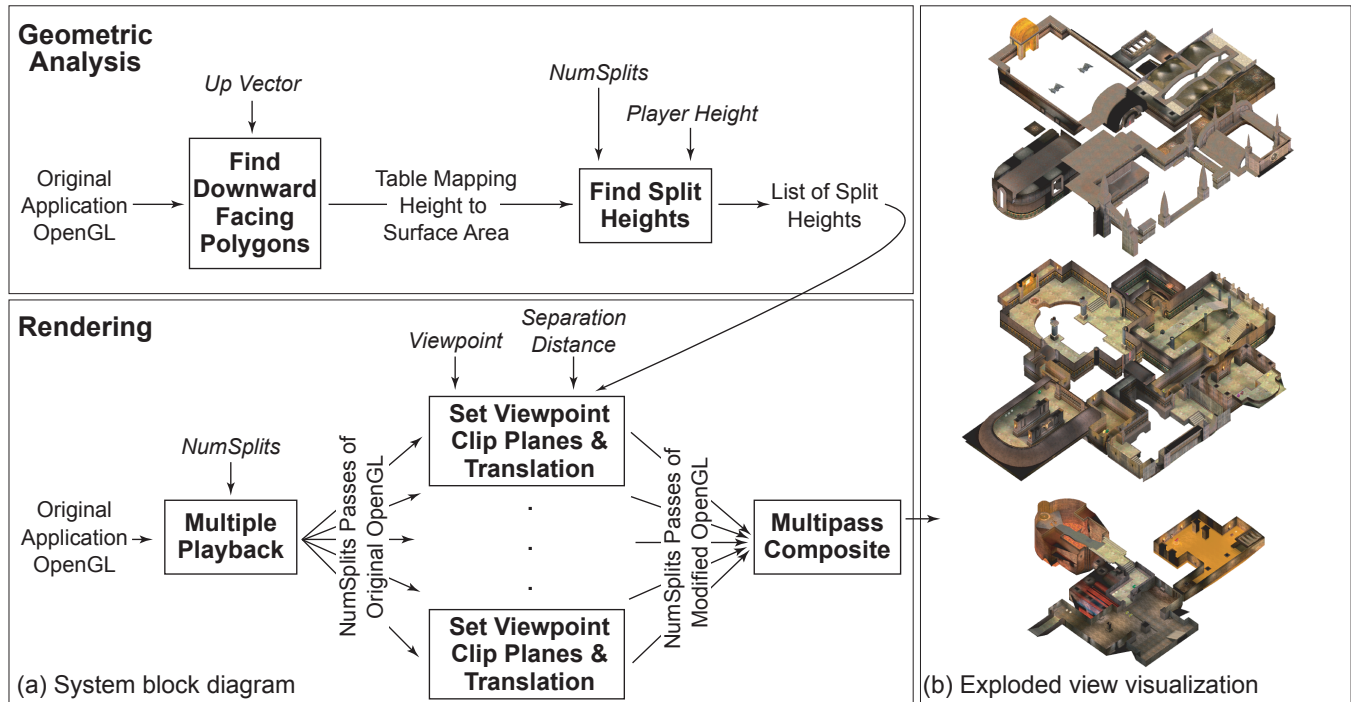 Geometric
Analysis
Up Vector
NumSplits
Player Height
Original
Application
OpenGL
Find
Downward
Facing
Polygons
Table Mapping
Height to
Surface Area
Find Split
Heights
List of Split
Heights
Rendering
Viewpoint
Separation
Distance
NumSplits
Original
Application
OpenGL
Multiple
Playback
NumSplits Passes of
Original OpenGL
Set Viewpoint
Clip Planes &
Translation
Set Viewpoint
Clip Planes &
Translation
NumSplits Passes of
Modified OpenGL
Multipass
Composite
(a) System block diagram
(b) Exploded view visualization